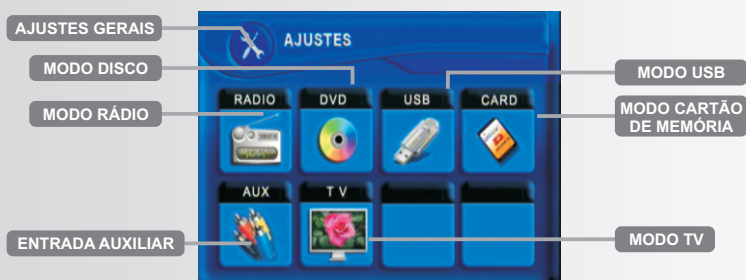 AJUSTES GERAIS
AJUSTES
MODO DISCO
MODO USB
RADIO
DVD
USB
CARD
MODO RÁDIO
MODO CARTÃO
DE MEMÓRIA
AUX
T V
ENTRADA AUXILIAR
MODO TV